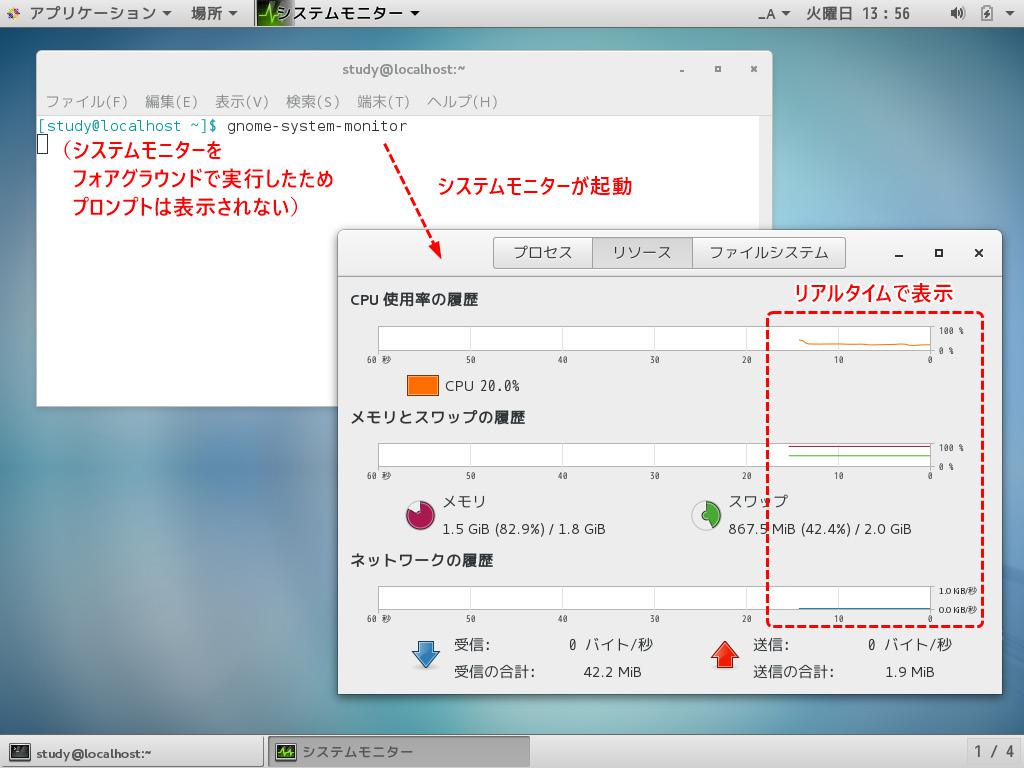 アプリケーション 場所 システムモニター _A 火曜日 13：56
study@localhost:~
ファイル(F) 編集(E) 表示(V) 検索(S) 端末(T) ヘルプ(H)
[study@localhost ~]$ gnome-system-monitor
（システムモニターを
フォアグラウンドで実行したため
プロンプトは表示されない）
システムモニターが起動
プロセス リソース ファイルシステム
リアルタイムで表示
CPU 使用率の履歴
100 %
0 %
60 秒 50 40 30 20 10 0
CPU 20.0%
メモリとスワップの履歴
100 %
0 %
60 秒 50 40 30 20 10 0
メモリ
1.5 GiB (82.9%) / 1.8 GiB
スワップ
867.5 MiB (42.4%) / 2.0 GiB
ネットワークの履歴
1.0 KiB/秒
0.0 KiB/秒
60 秒 50 40 30 20 10 0
受信: 0 バイト/秒
受信の合計: 42.2 MiB
送信: 0 バイト/秒
送信の合計: 1.9 MiB
study@localhost:~ システムモニター 1 / 4